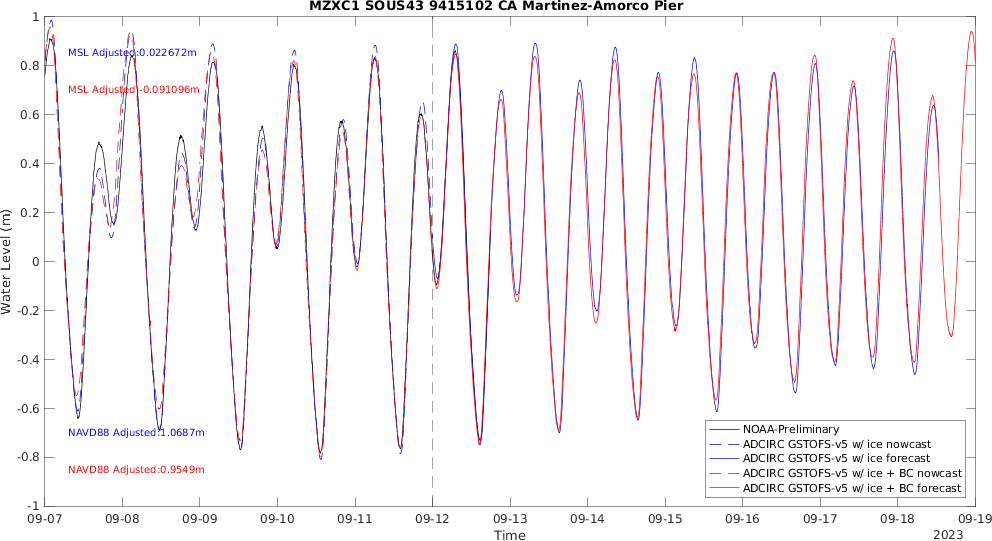 MZXC1 SOUS43 9415102 CA Martinez-Amorco Pier
1
0.8
0.6
0.4
0.2
0
-0.2
-0.4
-0.6
-0.8
-1
Water Level (m)
MSL Adjusted:0.022672m
MSL Adjusted:-0.091096m
NAVD88 Adjusted:1.0687m
NAVD88 Adjusted:0.9549m
NOAA-Preliminary
ADCIRC GSTOFS-v5 w/ ice nowcast
ADCIRC GSTOFS-v5 w/ ice forecast
ADCIRC GSTOFS-v5 w/ ice + BC nowcast
ADCIRC GSTOFS-v5 w/ ice + BC forecast
09-07 09-08 09-09 09-10 09-11 09-12 09-13 09-14 09-15 09-16 09-17 09-18 09-19
Time
2023